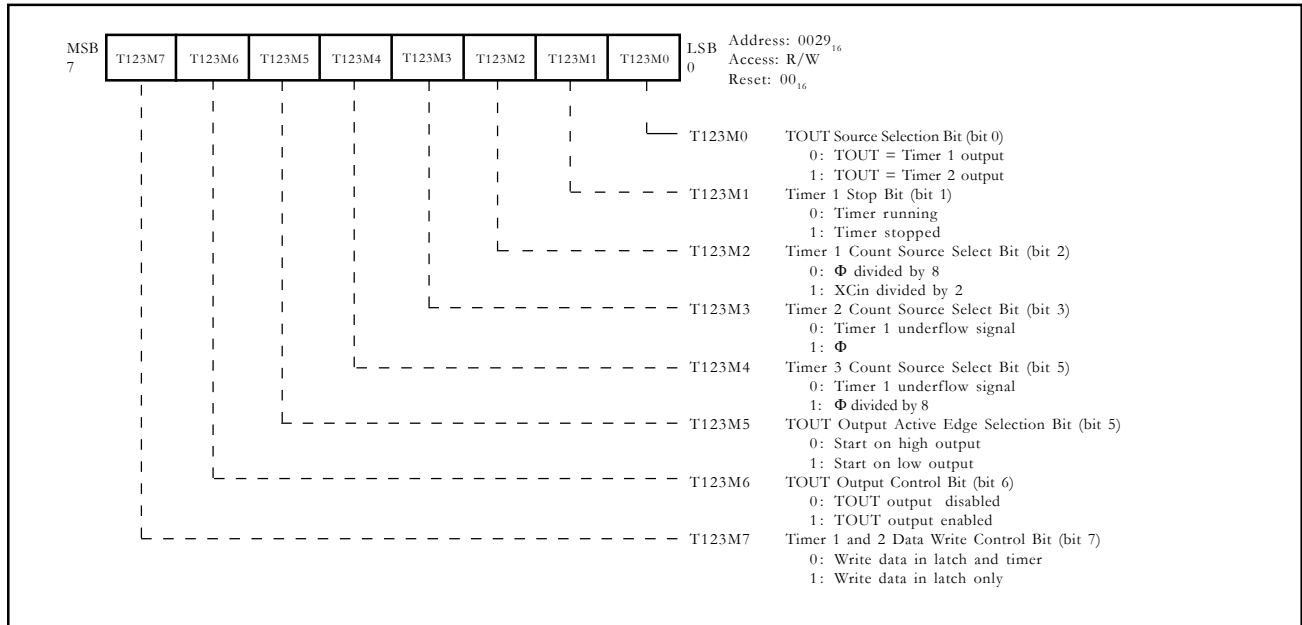 MSB 7 T123M7 T123M6 T123M5 T123M4 T123M3 T123M2 T123M1 T123M0 LSB 0
Address: 0029₁₆
Access: R/W
Reset: 00₁₆
T123M0 TOUT Source Selection Bit (bit 0)
0: TOUT = Timer 1 output
1: TOUT = Timer 2 output
T123M1 Timer 1 Stop Bit (bit 1)
0: Timer running
1: Timer stopped
T123M2 Timer 1 Count Source Select Bit (bit 2)
0: Φ divided by 8
1: XCin divided by 2
T123M3 Timer 2 Count Source Select Bit (bit 3)
0: Timer 1 underflow signal
1: Φ
T123M4 Timer 3 Count Source Select Bit (bit 5)
0: Timer 1 underflow signal
1: Φ divided by 8
T123M5 TOUT Output Active Edge Selection Bit (bit 5)
0: Start on high output
1: Start on low output
T123M6 TOUT Output Control Bit (bit 6)
0: TOUT output disabled
1: TOUT output enabled
T123M7 Timer 1 and 2 Data Write Control Bit (bit 7)
0: Write data in latch and timer
1: Write data in latch only